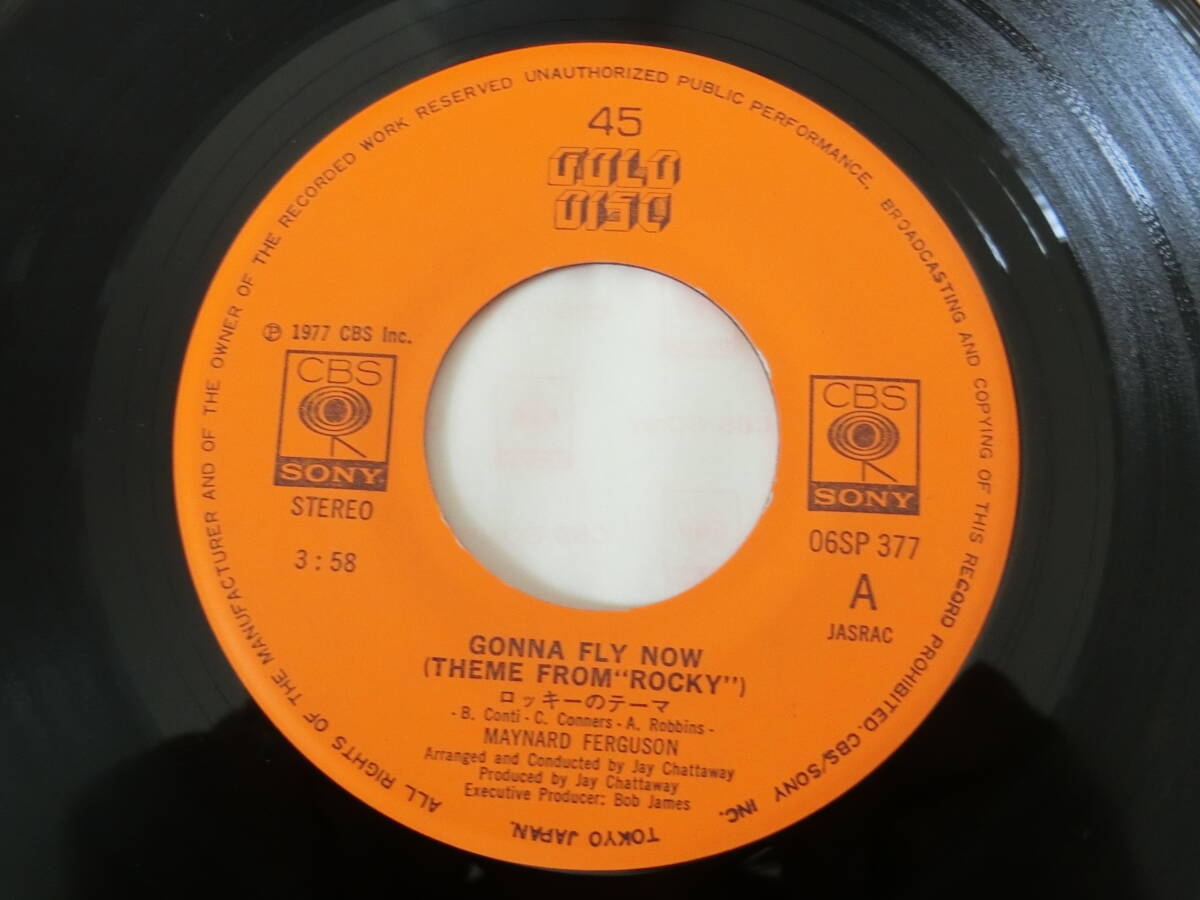 45
GOLD
DISC
ALL RIGHTS OF THE MANUFACTURER AND OF THE OWNER OF THE RECORDED WORK RESERVED UNAUTHORIZED PUBLIC PERFORMANCE, BROADCASTING AND COPYING OF THIS RECORD PROHIBITED. CBS/SONY INC.
TOKYO JAPAN.
℗ 1977 CBS Inc.
CBS
SONY
STEREO
3:58
CBS
SONY
06SP 377
A
JASRAC
GONNA FLY NOW
(THEME FROM "ROCKY")
ロッキーのテーマ
- B. Conti - C. Conners - A. Robbins -
MAYNARD FERGUSON
Arranged and Conducted by Jay Chattaway
Produced by Jay Chattaway
Executive Producer: Bob James